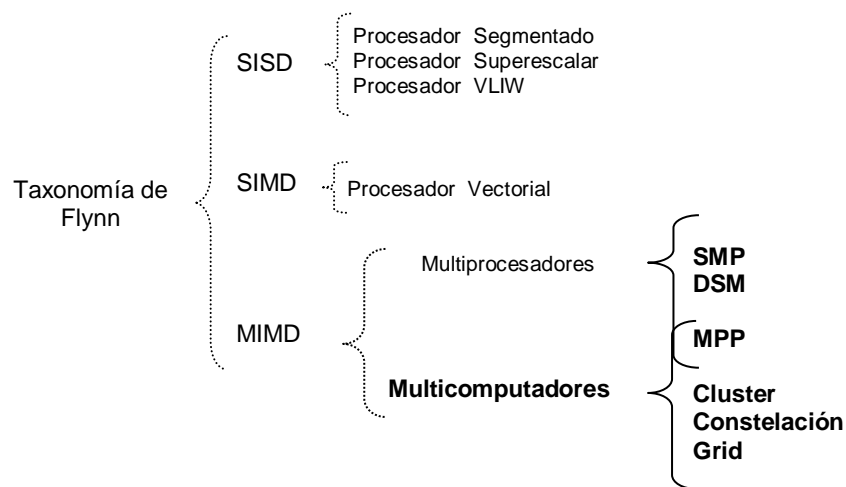 Taxonomía de
Flynn
SISD
Procesador Segmentado
Procesador Superescalar
Procesador VLIW
SIMD
Procesador Vectorial
MIMD
Multiprocesadores
SMP
DSM
MPP
Multicomputadores
Cluster
Constelación
Grid